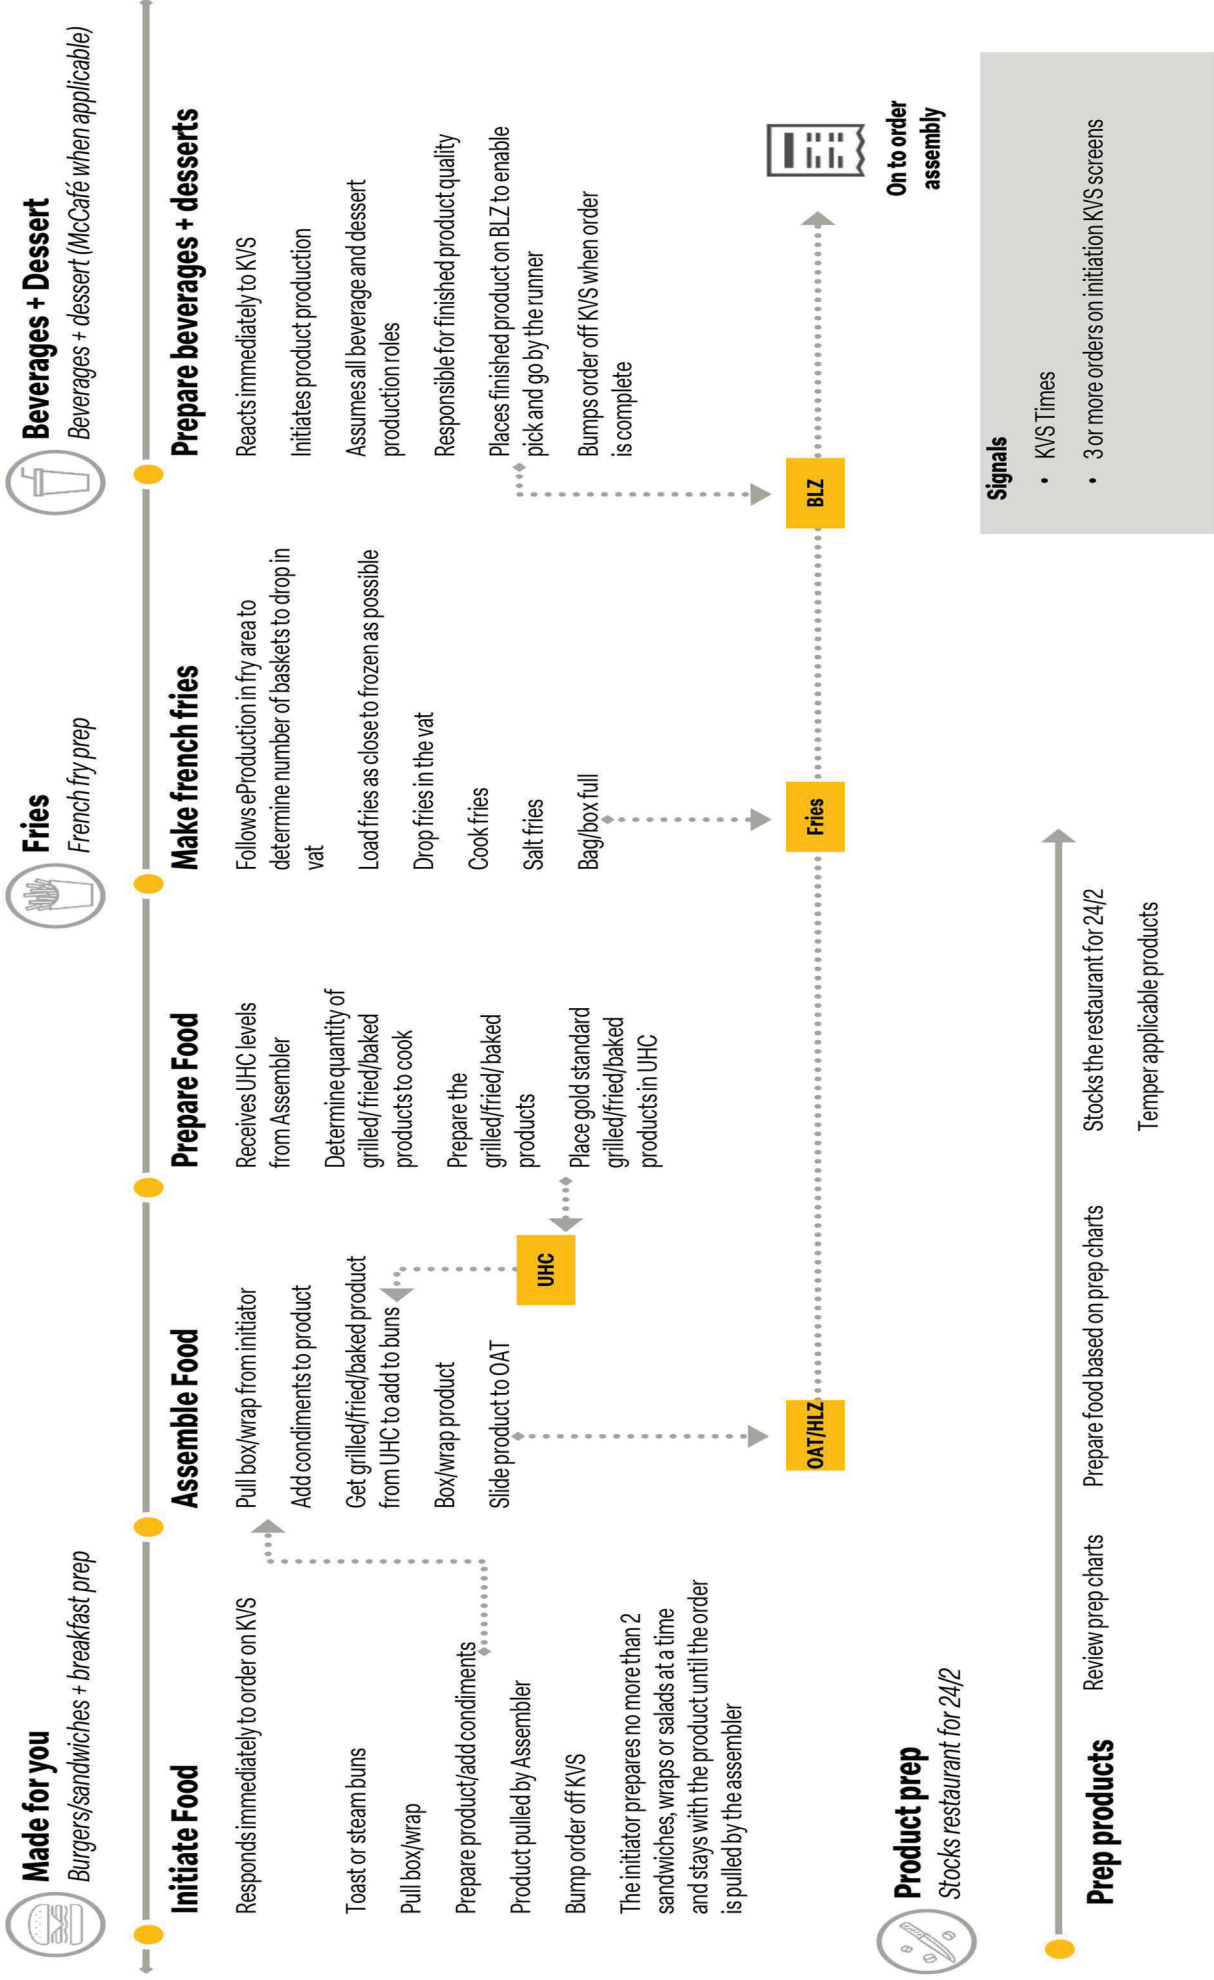 Made for you
Burgers/sandwiches + breakfast prep
Initiate Food
Responds immediately to order on KVS
Toast or steam buns
Pull box/wrap
Prepare product/add condiments
Product pulled by Assembler
Bump order off KVS
The initiator prepares no more than 2
sandwiches, wraps or salads at a time
and stays with the product until the order
is pulled by the assembler
Assemble Food
Pull box/wrap from initiator
Add condiments to product
Get grilled/fried/baked product
from UHC to add to buns
Box/wrap product
Slide product to OAT
OAT/HLZ
UHC
Prepare Food
Receives UHC levels
from Assembler
Determine quantity of
grilled/ fried/baked
products to cook
Prepare the
grilled/fried/ baked
products
Place gold standard
grilled/fried/baked
products in UHC
Fries
French fry prep
Make french fries
Follows eProduction in fry area to
determine number of baskets to drop in
vat
Load fries as close to frozen as possible
Drop fries in the vat
Cook fries
Salt fries
Bag/box full
Fries
Beverages + Dessert
Beverages + dessert (McCafé when applicable)
Prepare beverages + desserts
Reacts immediately to KVS
Initiates product production
Assumes all beverage and dessert
production roles
Responsible for finished product quality
Places finished product on BLZ to enable
pick and go by the runner
Bumps order off KVS when order
is complete
BLZ
On to order
assembly
Product prep
Stocks restaurant for 24/2
Prep products
Review prep charts
Prepare food based on prep charts
Stocks the restaurant for 24/2
Temper applicable products
Signals
• KVS Times
• 3 or more orders on initiation KVS screens